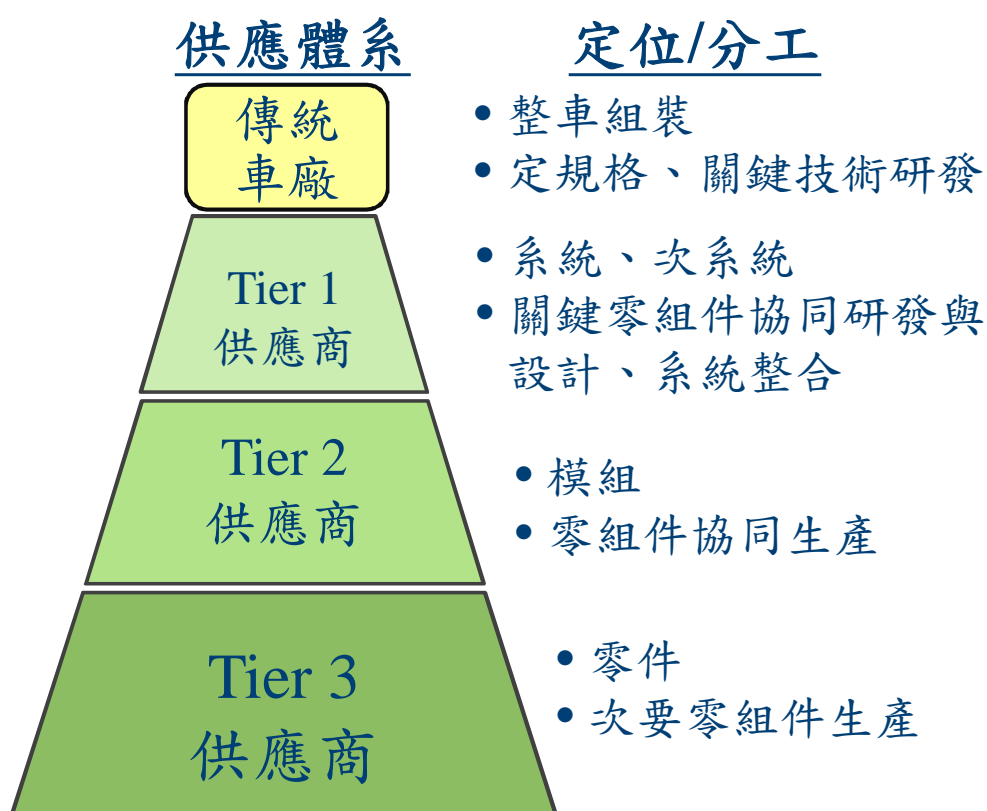 供應體系
定位/分工
傳統
車廠
• 整車組裝
• 定規格、關鍵技術研發
Tier 1
供應商
• 系統、次系統
• 關鍵零組件協同研發與
設計、系統整合
Tier 2
供應商
• 模組
• 零組件協同生產
Tier 3
供應商
• 零件
• 次要零組件生產